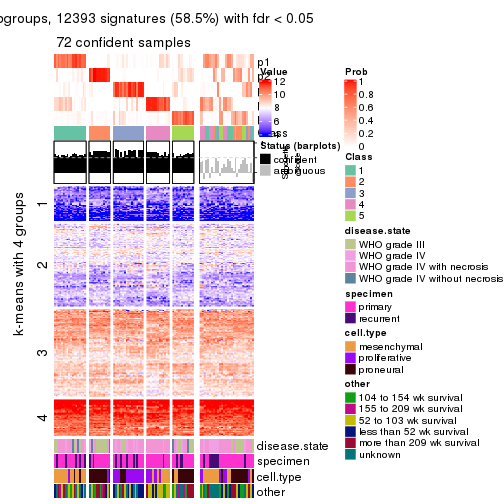 ogroups, 12393 signatures (58.5%) with fdr < 0.05
72 confident samples
p1
Value
12
10
8
6
Prob
1
0.8
0.6
0.4
0.2
0
Status (barplots)
confident
ambiguous
Class
1
2
3
4
5
disease.state
WHO grade III
WHO grade IV
WHO grade IV with necrosis
WHO grade IV without necrosis
specimen
primary
recurrent
cell.type
mesenchymal
proliferative
proneural
other
104 to 154 wk survival
155 to 209 wk survival
52 to 103 wk survival
less than 52 wk survival
more than 209 wk survival
unknown
k-means with 4 groups
1
2
3
4
disease.state
specimen
cell.type
other